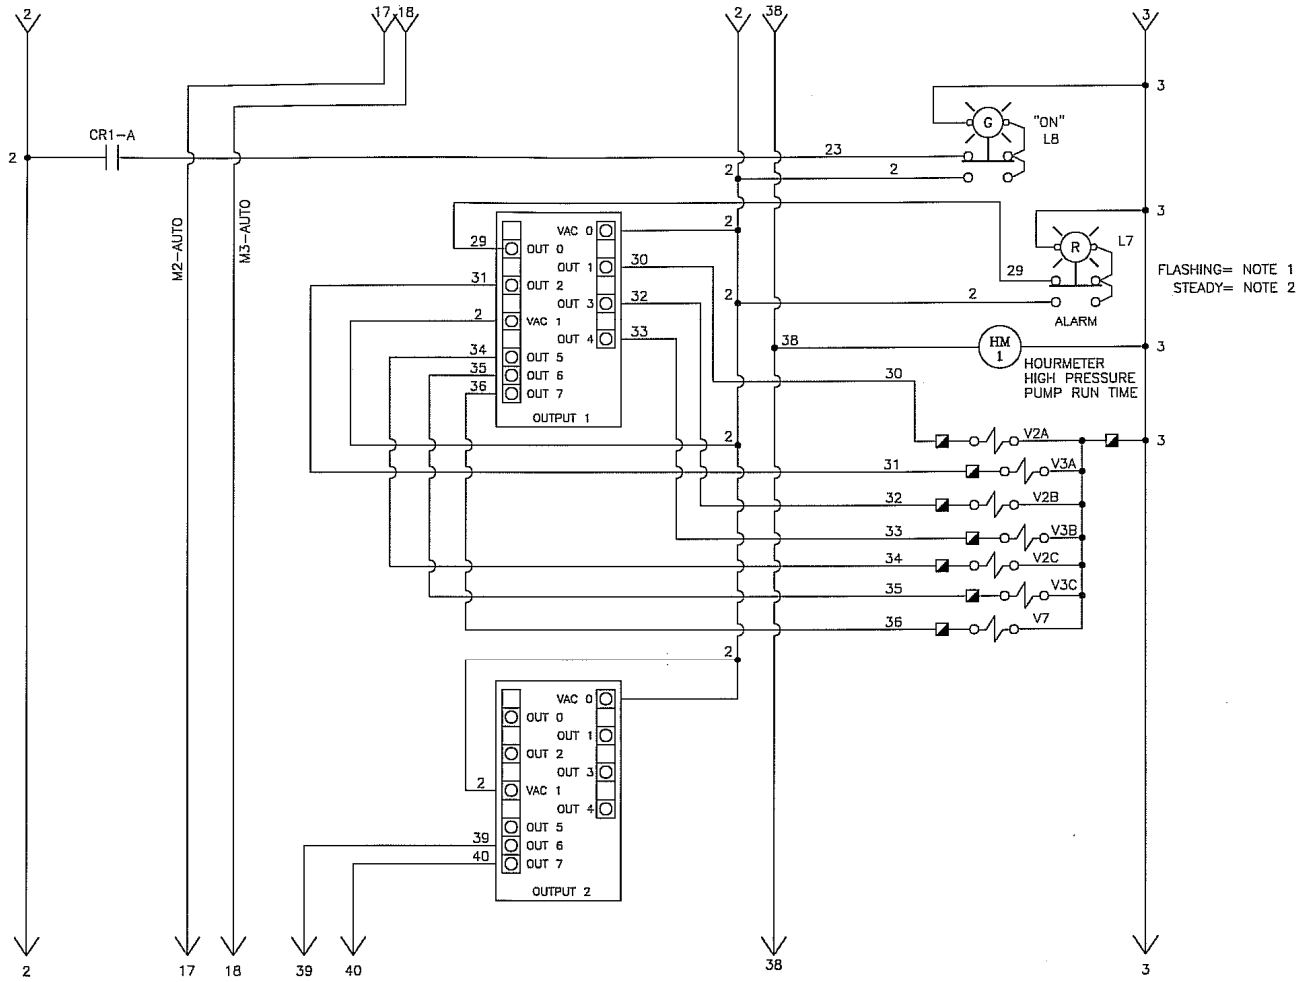 2
17 18
2
38
3
3
CR1-A
"ON"
L8
G
2
23
2
2
M2-AUTO
M3-AUTO
3
VAC 0
2
29
OUT 0
R
L7
OUT 1
30
29
FLASHING= NOTE 1
STEADY= NOTE 2
31
OUT 2
OUT 3
32
2
2
2
VAC 1
ALARM
OUT 4
33
38
HM
1
3
34
OUT 5
HOURMETER
HIGH PRESSURE
PUMP RUN TIME
35
OUT 6
30
36
OUT 7
OUTPUT 1
2
V2A
3
31
V3A
32
V2B
33
V3B
34
V2C
35
V3C
36
V7
2
VAC 0
OUT 0
OUT 1
OUT 2
OUT 3
2
VAC 1
OUT 4
OUT 5
39
OUT 6
40
OUT 7
OUTPUT 2
2
17
18
39
40
38
3